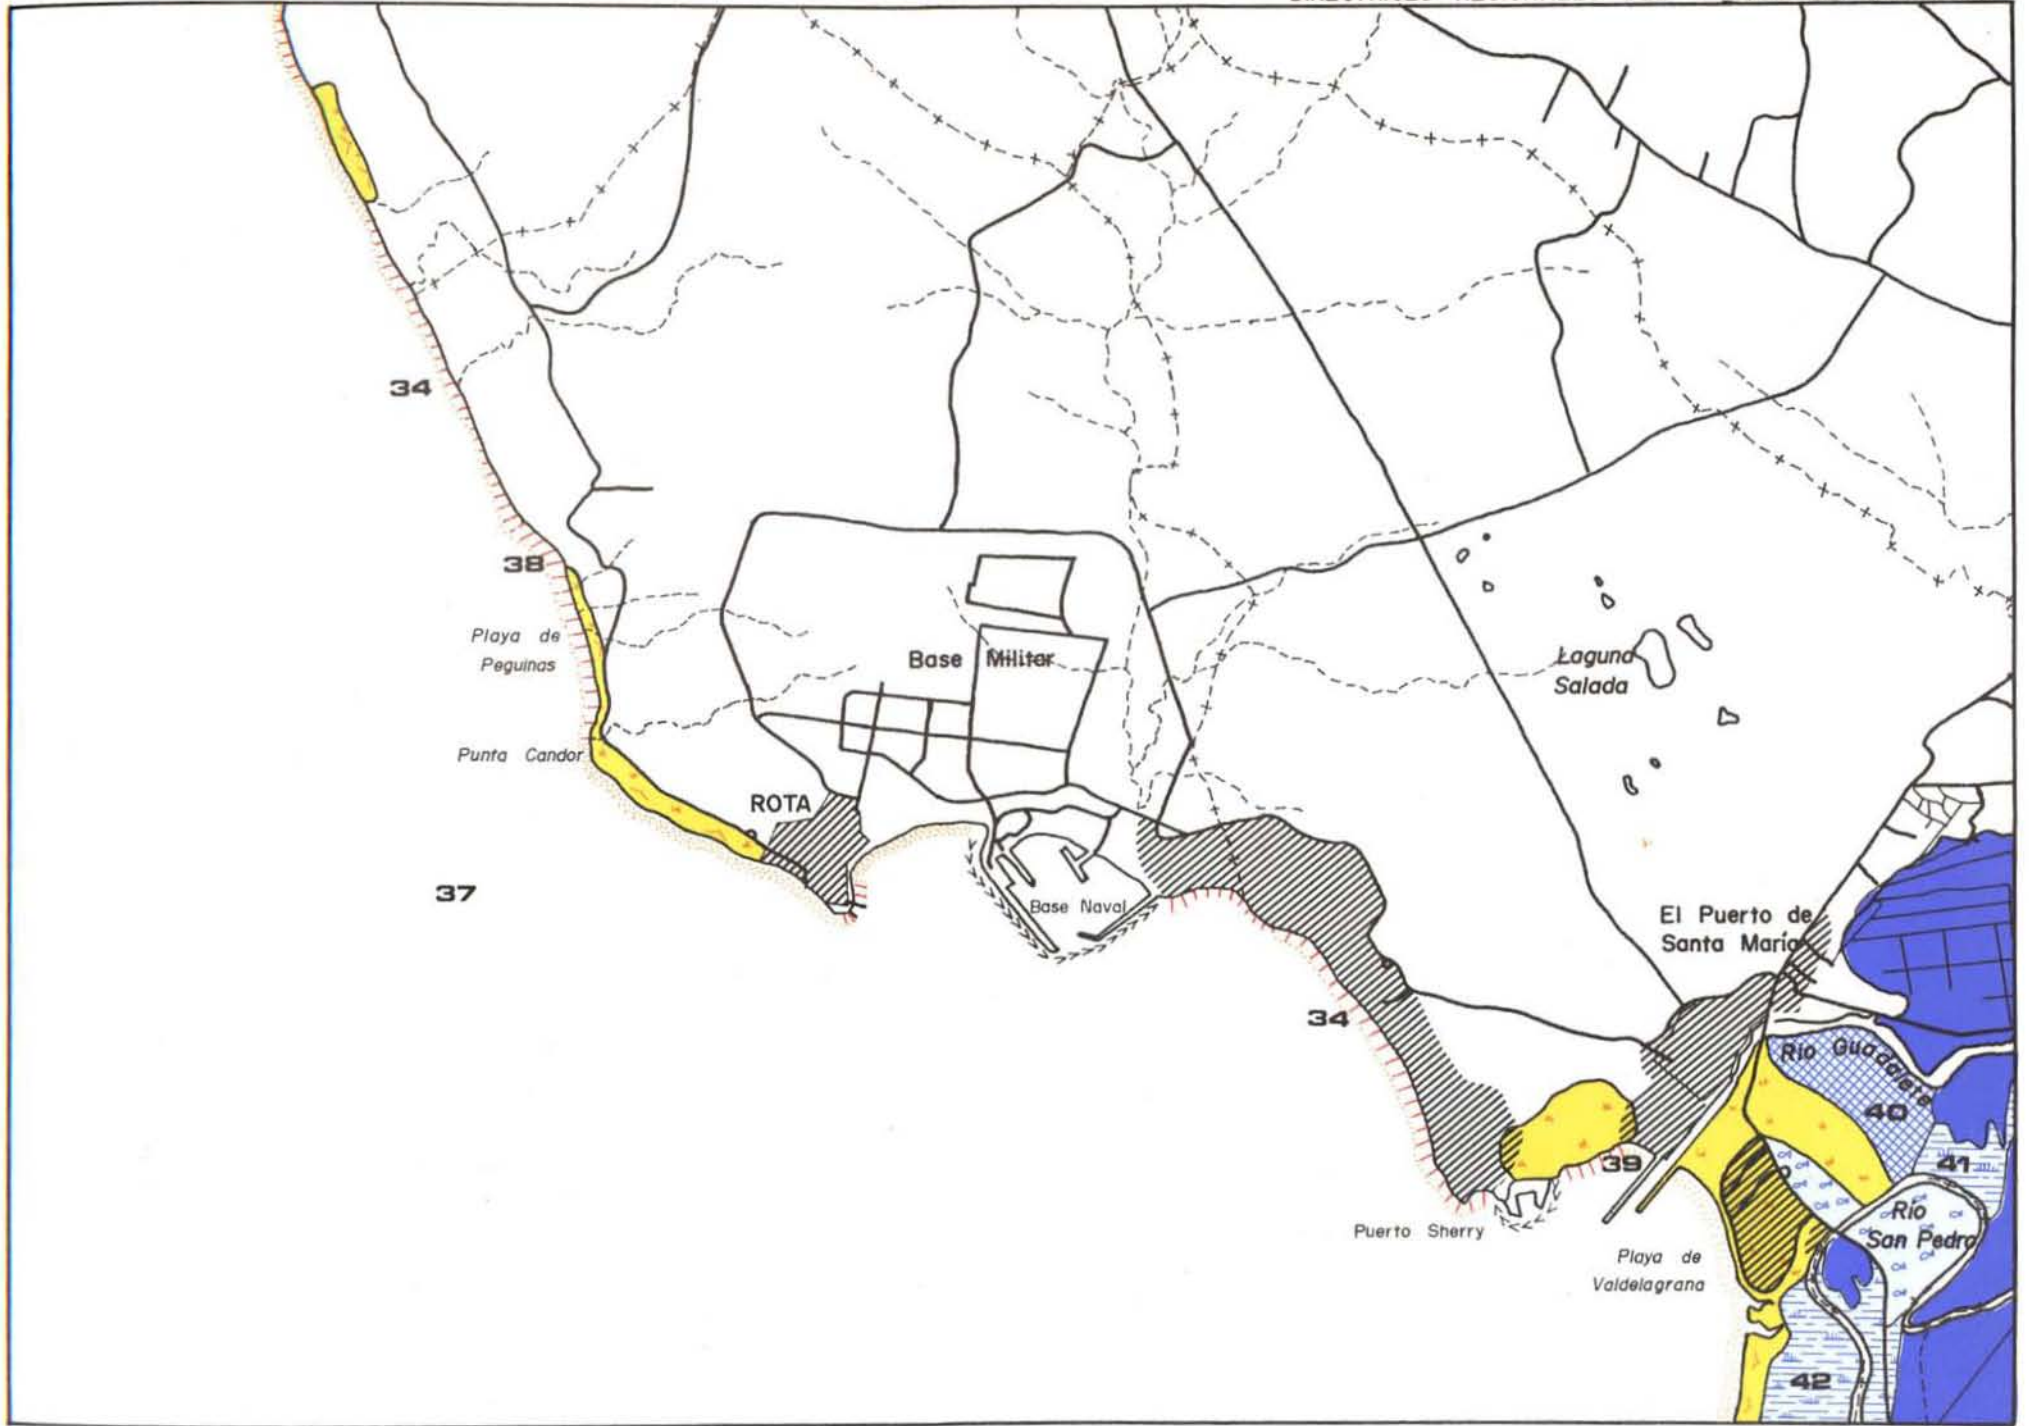 34
38
Playa de
Peguinas
Base Militar
Laguna
Salada
Punta Candor
ROTA
37
Base Naval
El Puerto de
Santa María
34
Río Guadalete
40
39
41
Río
San Pedro
Puerto Sherry
Playa de
Valdelagrana
42